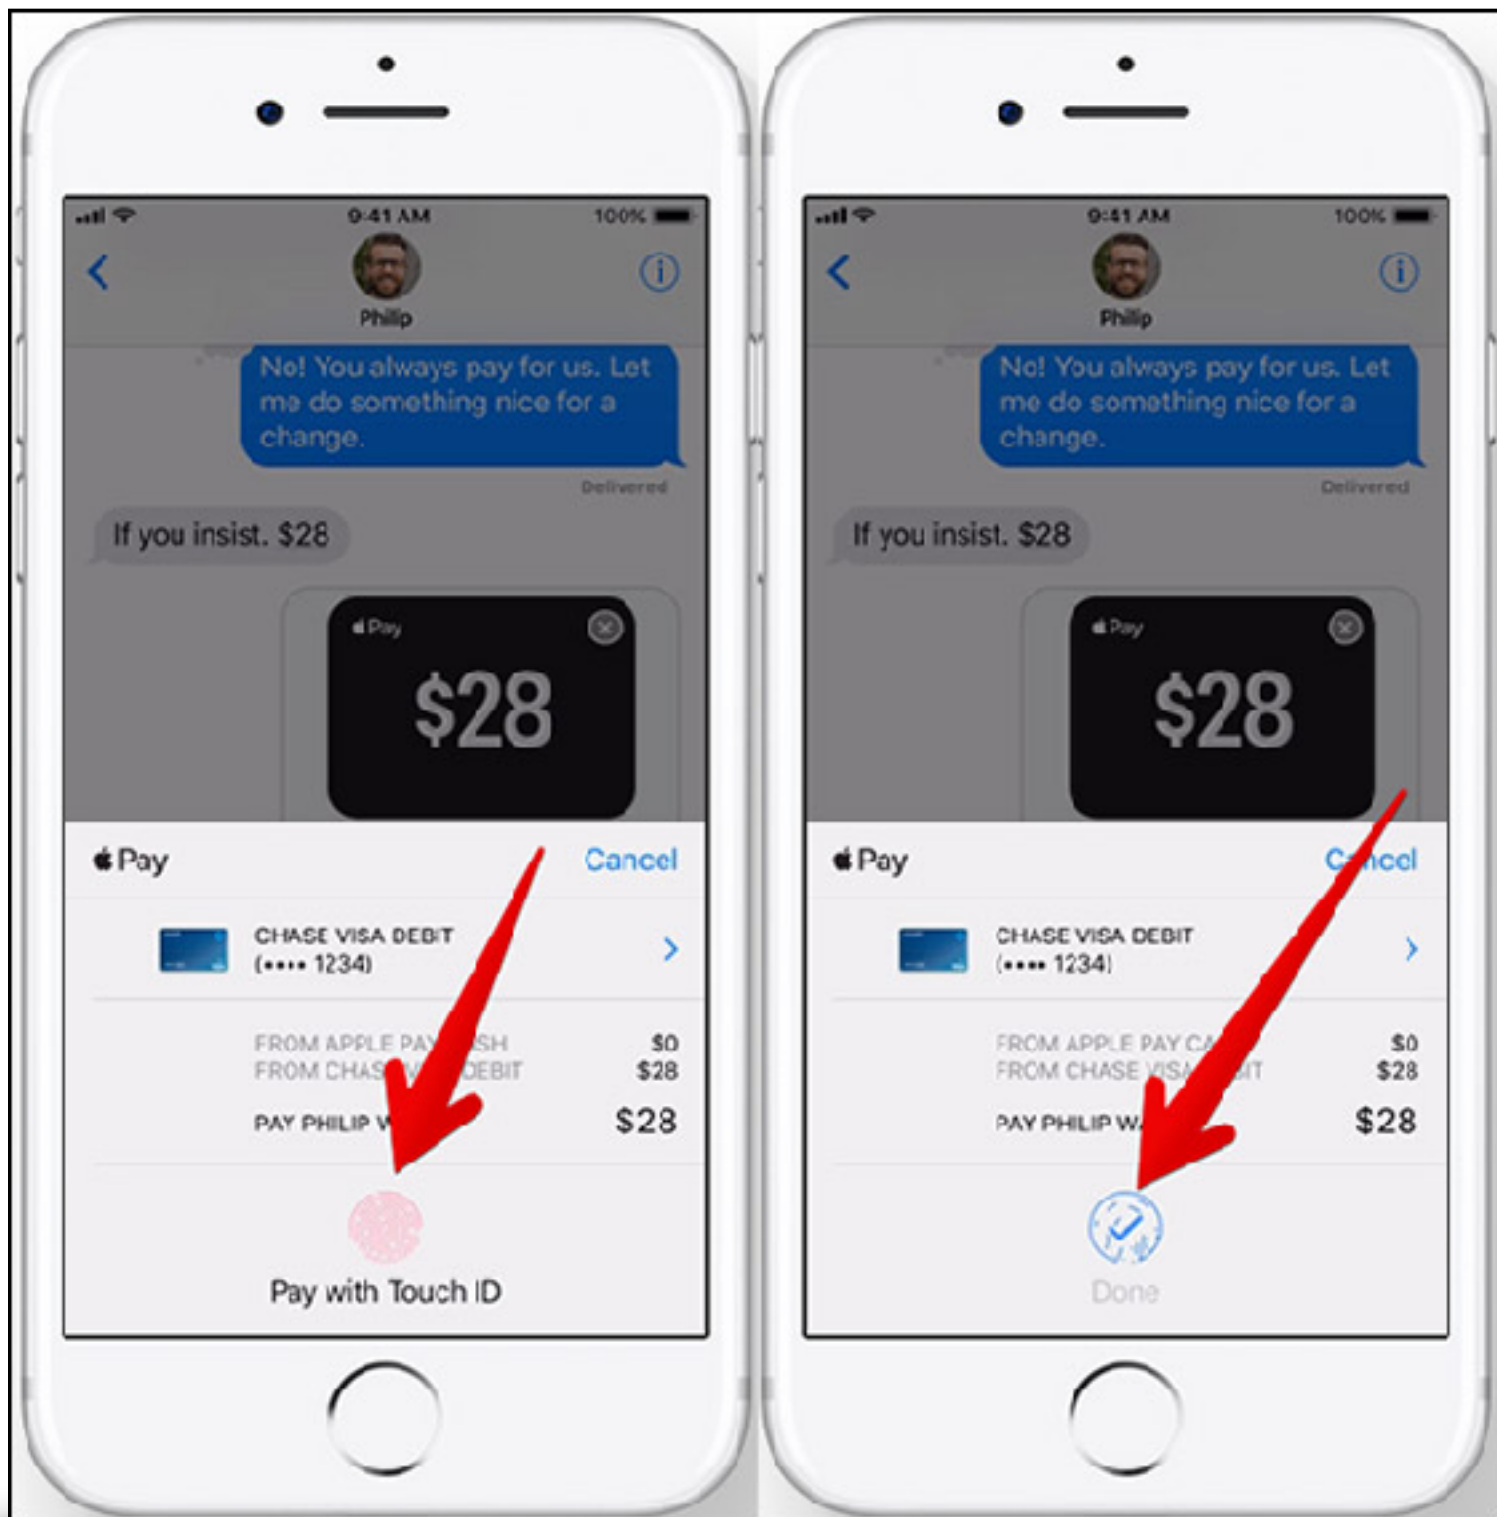 9:41 AM
100%
Philip
No! You always pay for us. Let
me do something nice for a
change.
Delivered
If you insist. $28
Pay
$28
Pay
Cancel
CHASE VISA DEBIT
(•••• 1234)
FROM APPLE PAY $0
FROM $28
PAY PHILIP $28
Pay with Touch ID
9:41 AM
100%
Philip
No! You always pay for us. Let
me do something nice for a
change.
Delivered
If you insist. $28
Pay
$28
Pay
Cancel
CHASE VISA DEBIT
(•••• 1234)
FROM APPLE PAY $0
FROM CHASE VISA $28
PAY PHILIP $28
Done